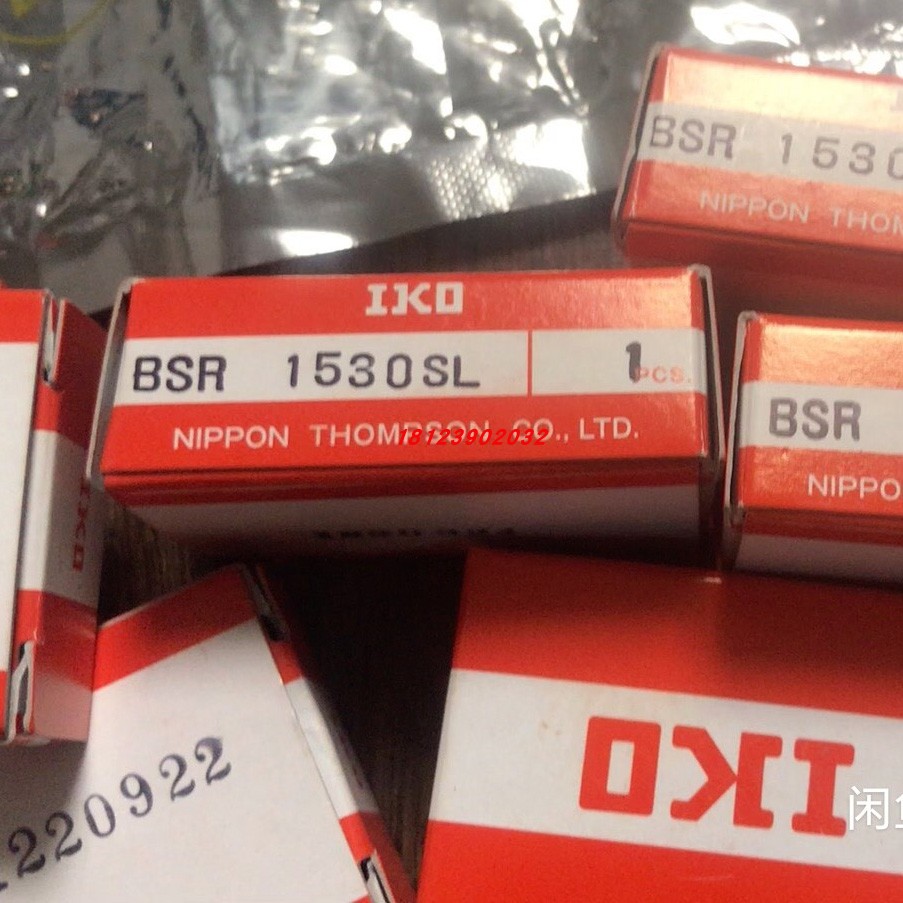 BSR 1530
NIPPON THOM
IKO
BSR 1530SL 1 PCS.
NIPPON THOMPSON CO., LTD.
18123902032
BSR
NIPPO
IKO
IKO
220922
闲